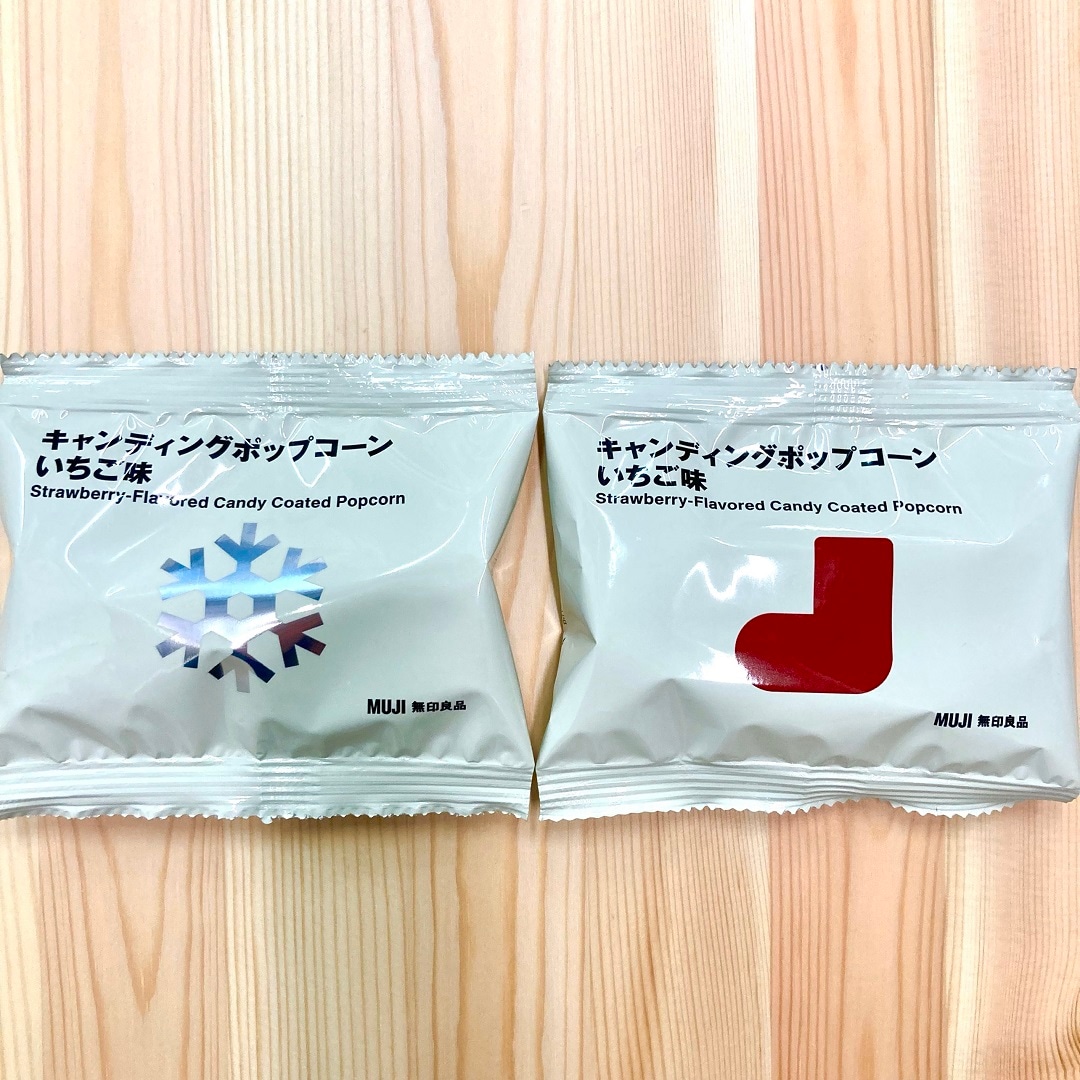 キャンディングポップコーン
いちご味
Strawberry-Flavored Candy Coated Popcorn
MUJI 無印良品
キャンディングポップコーン
いちご味
Strawberry-Flavored Candy Coated Popcorn
MUJI 無印良品